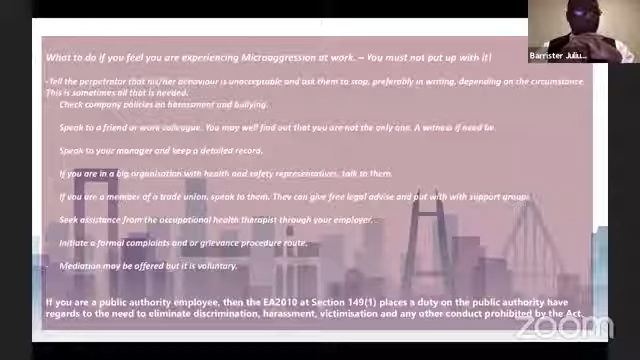 What to do if you feel you are experiencing Microaggression at work. – You must not put up with it!
- Tell the perpetrator that his/her behaviour is unacceptable and ask them to stop, preferably in writing, depending on the circumstance.
This is sometimes all that is needed.
Check company policies on harassment and bullying.
Speak to a friend or work colleague. You may well find out that you are not the only one. A witness if need be.
Speak to your manager and keep a detailed record.
If you are in a big organisation with health and safety representatives, talk to them.
If you are a member of a trade union, speak to them. They can give free legal advise and put with with support group.
Seek assistance from the occupational health therapist through your employer.
Initiate a formal complaints and or grievance procedure route.
- Mediation may be offered but it is voluntary.
If you are a public authority employee, then the EA2010 at Section 149(1) places a duty on the public authority have
regards to the need to eliminate discrimination, harassment, victimisation and any other conduct prohibited by the Act.
Barrister Juliu...
zoom